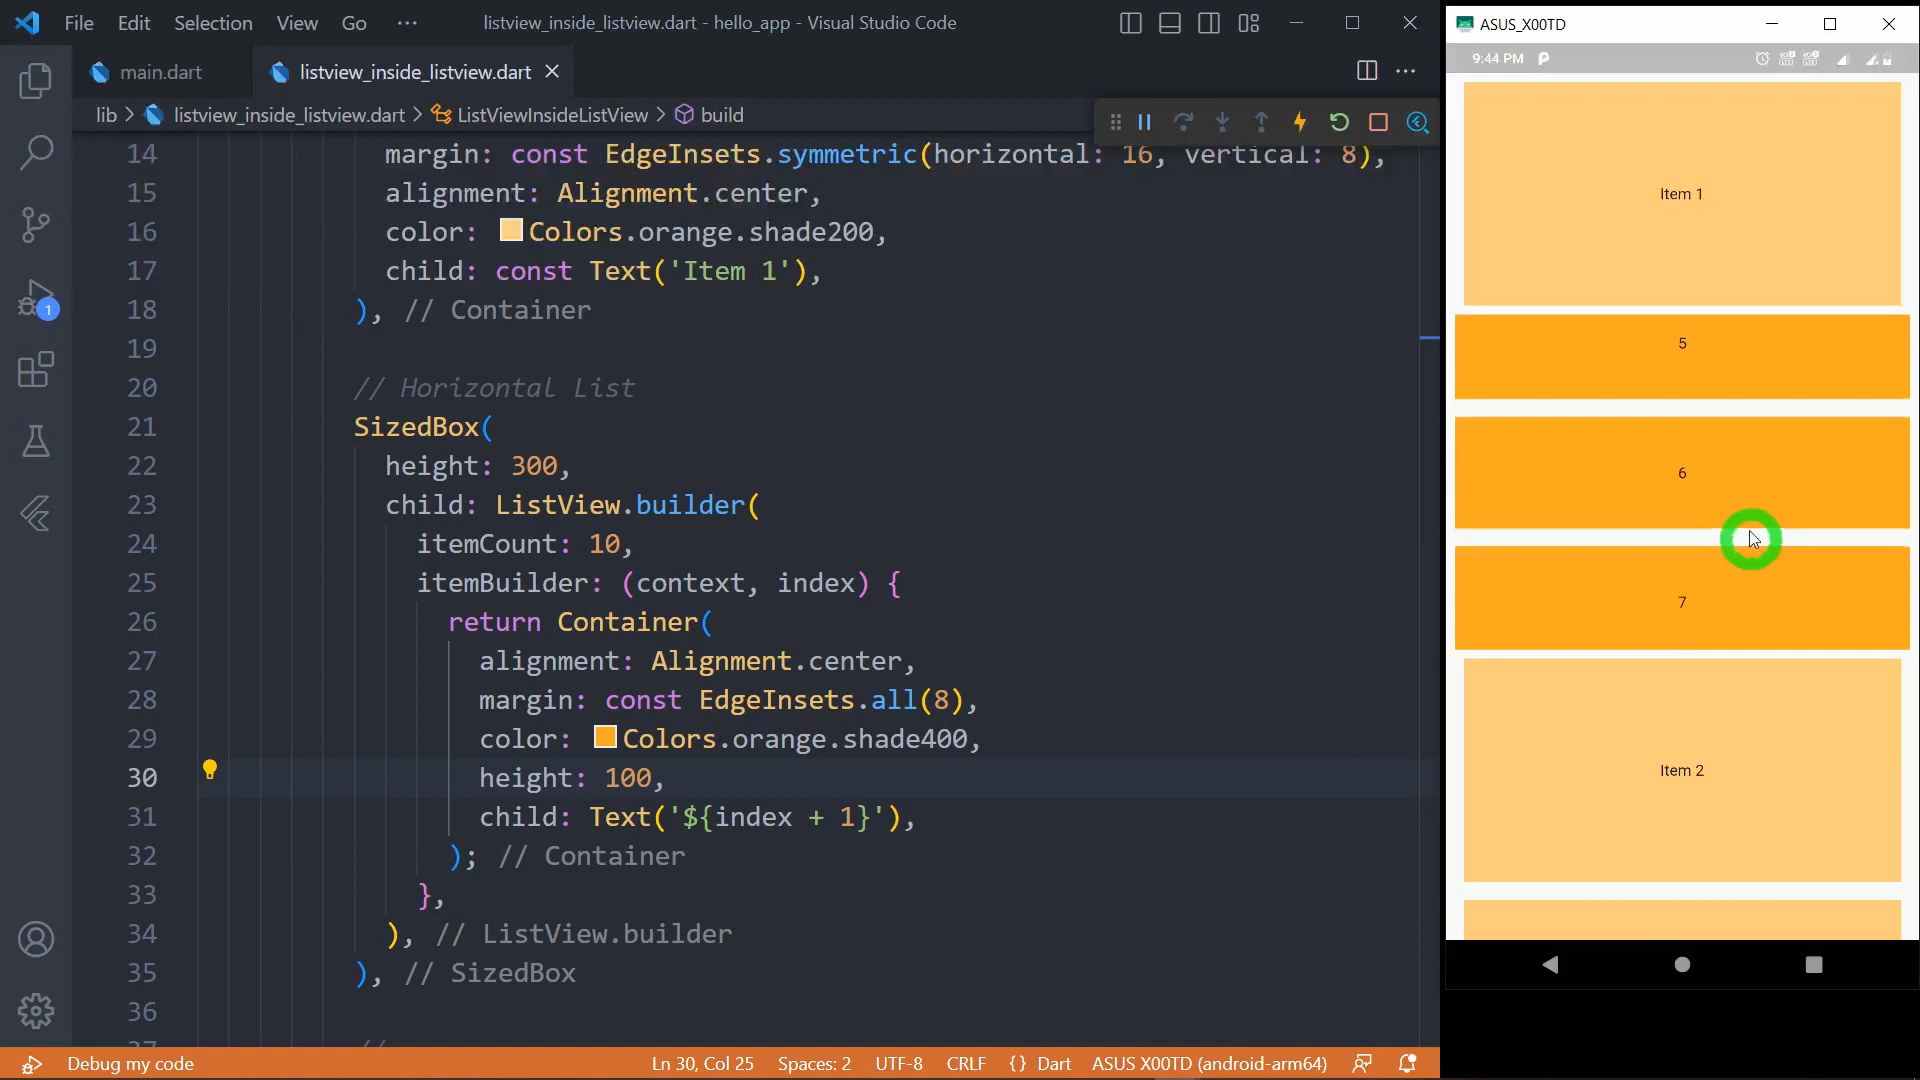 File Edit Selection View Go ··· listview_inside_listview.dart - hello_app - Visual Studio Code
main.dart listview_inside_listview.dart
lib > listview_inside_listview.dart > ListViewInsideListView > build
14 margin: const EdgeInsets.symmetric(horizontal: 16, vertical: 8),
15 alignment: Alignment.center,
16 color: Colors.orange.shade200,
17 child: const Text('Item 1'),
18 ), // Container
19
20 // Horizontal List
21 SizedBox(
22 height: 300,
23 child: ListView.builder(
24 itemCount: 10,
25 itemBuilder: (context, index) {
26 return Container(
27 alignment: Alignment.center,
28 margin: const EdgeInsets.all(8),
29 color: Colors.orange.shade400,
30 height: 100,
31 child: Text('${index + 1}'),
32 ); // Container
33 },
34 ), // ListView.builder
35 ), // SizedBox
36
1
Debug my code Ln 30, Col 25 Spaces: 2 UTF-8 CRLF {} Dart ASUS X00TD (android-arm64)
ASUS_X00TD
9:44 PM
Item 1
5
6
7
Item 2